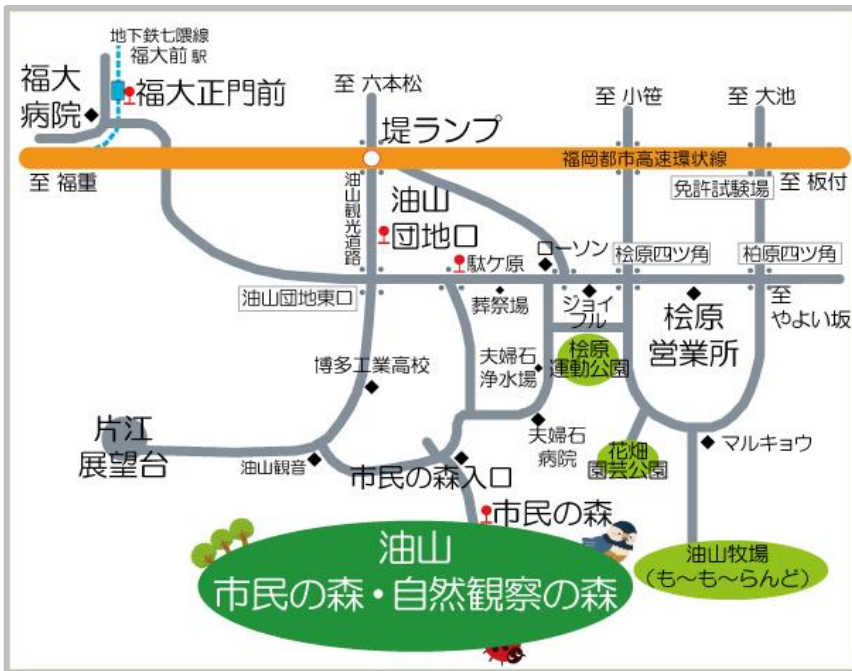 地下鉄七隈線
福大前 駅
福大
病院
福大正門前
至 六本松
至 小笹
至 大池
堤ランプ
福岡都市高速環状線
至 福重
免許試験場
至 板付
油山観光道路
油山
団地口
駄ケ原
ローソン
桧原四ツ角
柏原四ツ角
油山団地東口
葬祭場
ジョイ
フル
桧原
営業所
至
やよい坂
博多工業高校
夫婦石
浄水場
桧原
運動公園
片江
展望台
油山観音
市民の森入口
夫婦石
病院
花畑
園芸公園
マルキョウ
市民の森
油山
市民の森・自然観察の森
油山牧場
(も~も~らんど)